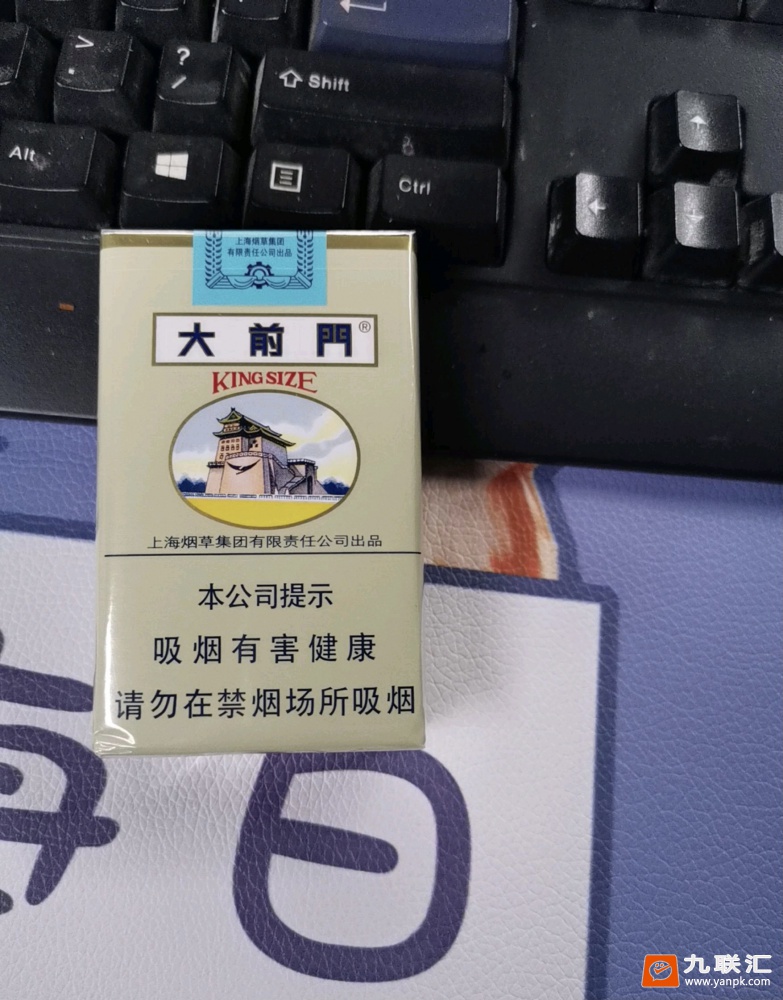 > .
? /
Shift
Alt
Ctrl
上海烟草集团
有限责任公司出品
大前門®
KING SIZE
上海烟草集团有限责任公司出品
本公司提示
吸烟有害健康
请勿在禁烟场所吸烟
日
九联汇
www.yanpk.com